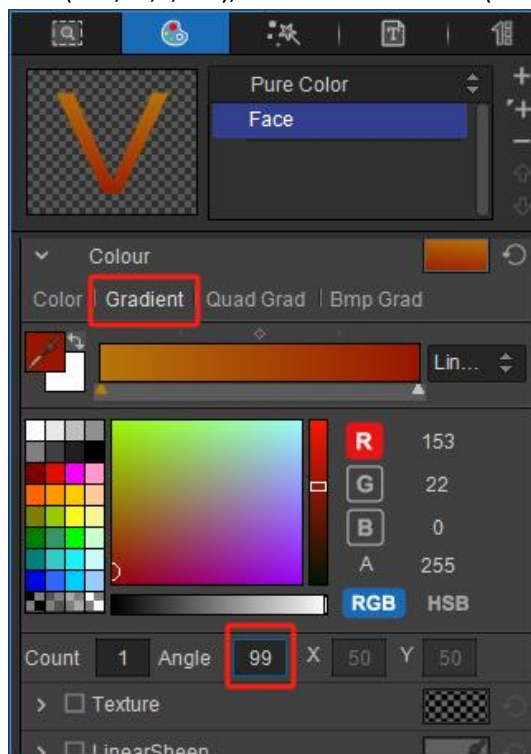 Pure Color
Face
Colour
Color Gradient Quad Grad Bmp Grad
Lin...
R 153
G 22
B 0
A 255
RGB HSB
Count 1 Angle 99 X 50 Y 50
Texture
LinearSheen